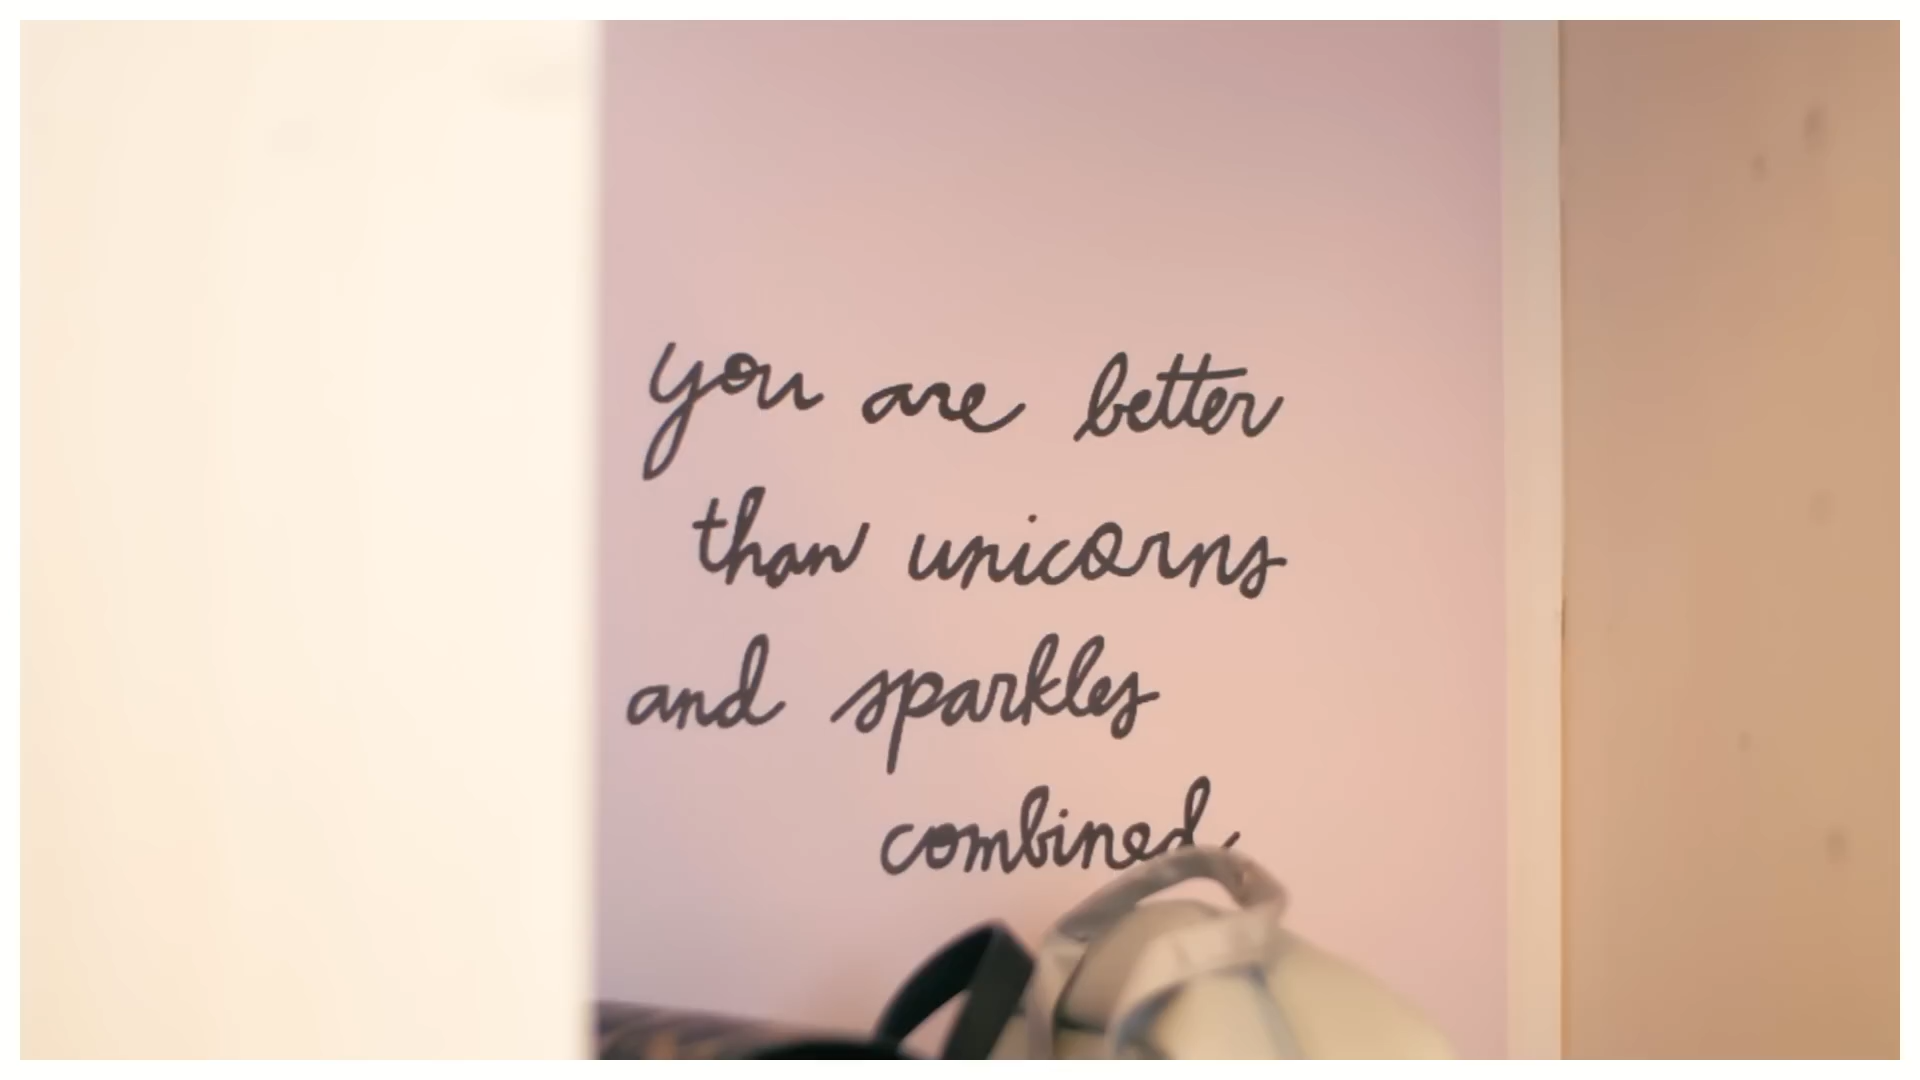 you are better
than unicorns
and sparkles
combined